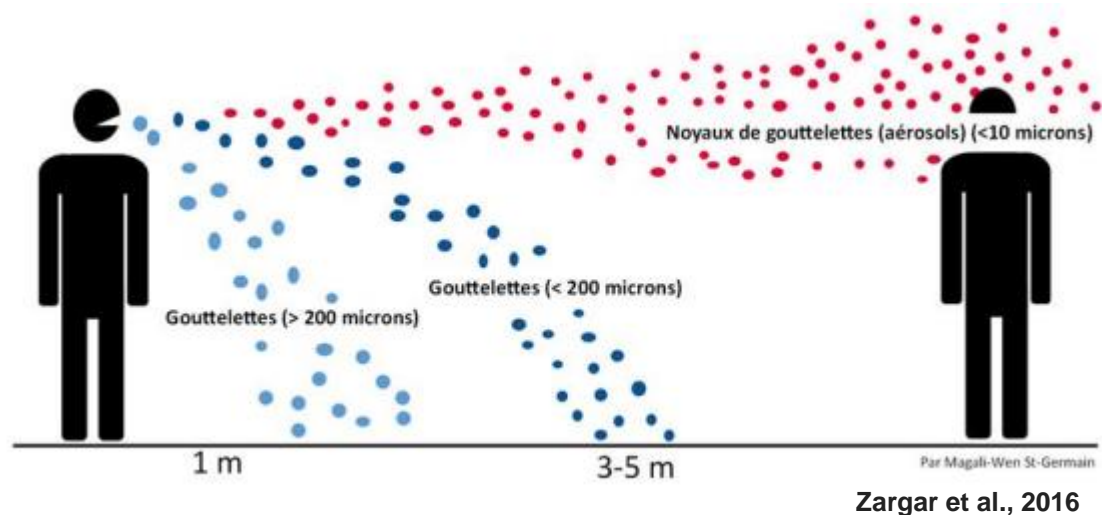 Noyaux de gouttelettes (aérosols) (<10 microns)
Gouttelettes (< 200 microns)
Gouttelettes (> 200 microns)
1 m
3-5 m
Par Magali-Wen St-Germain
Zargar et al., 2016